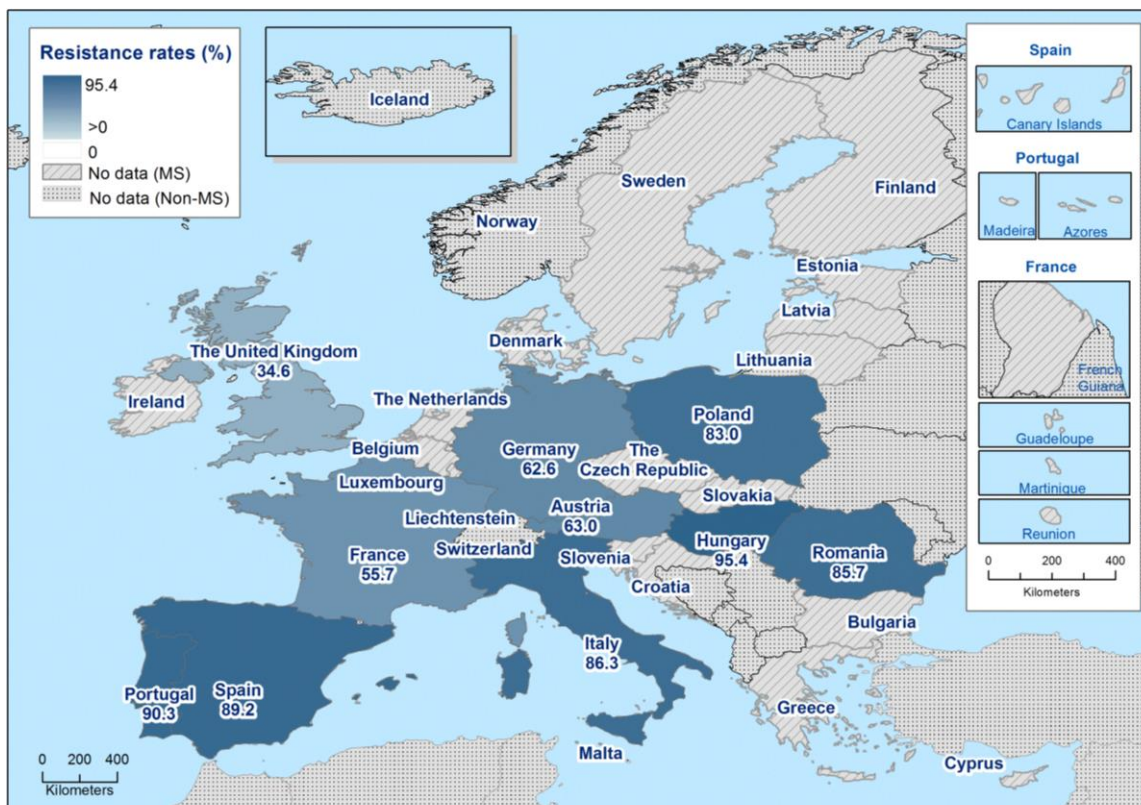 Resistance rates (%)
95.4
>0
0
No data (MS)
No data (Non-MS)
Iceland
Norway
Sweden
Finland
Estonia
Latvia
Lithuania
Denmark
The United Kingdom
34.6
Ireland
The Netherlands
Belgium
Luxembourg
Germany
62.6
Poland
83.0
The
Czech Republic
Slovakia
Austria
63.0
Liechtenstein
Switzerland
France
55.7
Slovenia
Croatia
Hungary
95.4
Romania
85.7
Bulgaria
Italy
86.3
Portugal
90.3
Spain
89.2
Greece
Malta
Cyprus
0 200 400
Kilometers
Spain
Canary Islands
Portugal
Madeira
Azores
France
French
Guiana
Guadeloupe
Martinique
Reunion
0 200 400
Kilometers